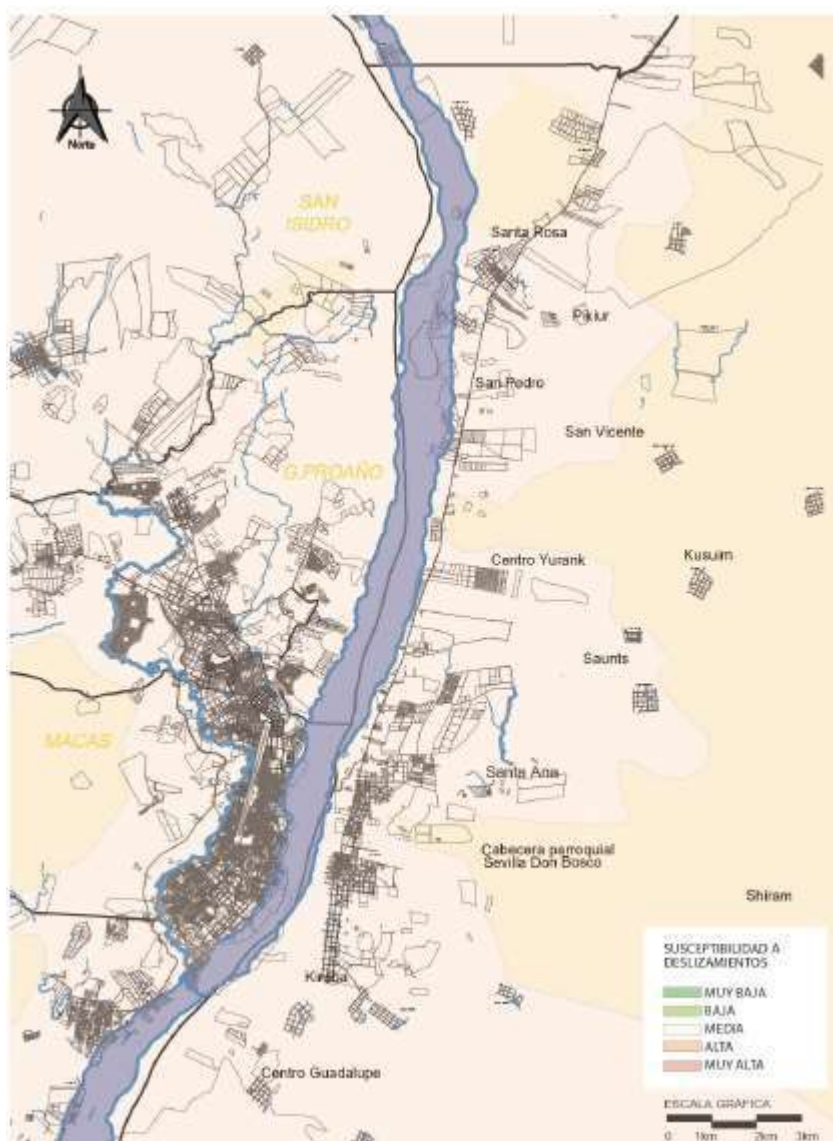 Norte
SAN
ISIDRO
Santa Rosa
Pikiur
San Pedro
San Vicente
G.PROAÑO
Centro Yurank
Kusuim
Saunts
MACAS
Santa Ana
Cabecera parroquial
Sevilla Don Bosco
Shiram
Centro Guadalupe
SUSCEPTIBILIDAD A
DESLIZAMIENTOS
MUY BAJA
BAJA
MEDIA
ALTA
MUY ALTA
ESCALA GRÁFICA
0 1km 2km 3km